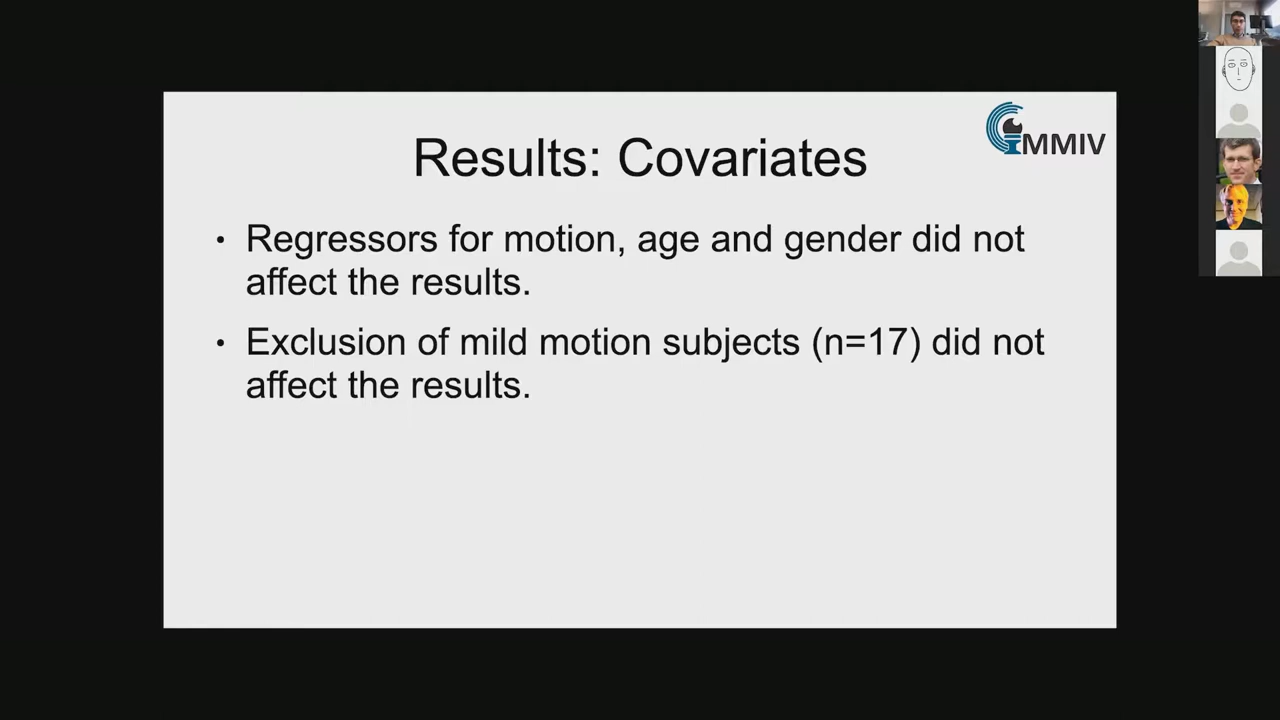 MMIV
Results: Covariates
• Regressors for motion, age and gender did not
affect the results.
• Exclusion of mild motion subjects (n=17) did not
affect the results.